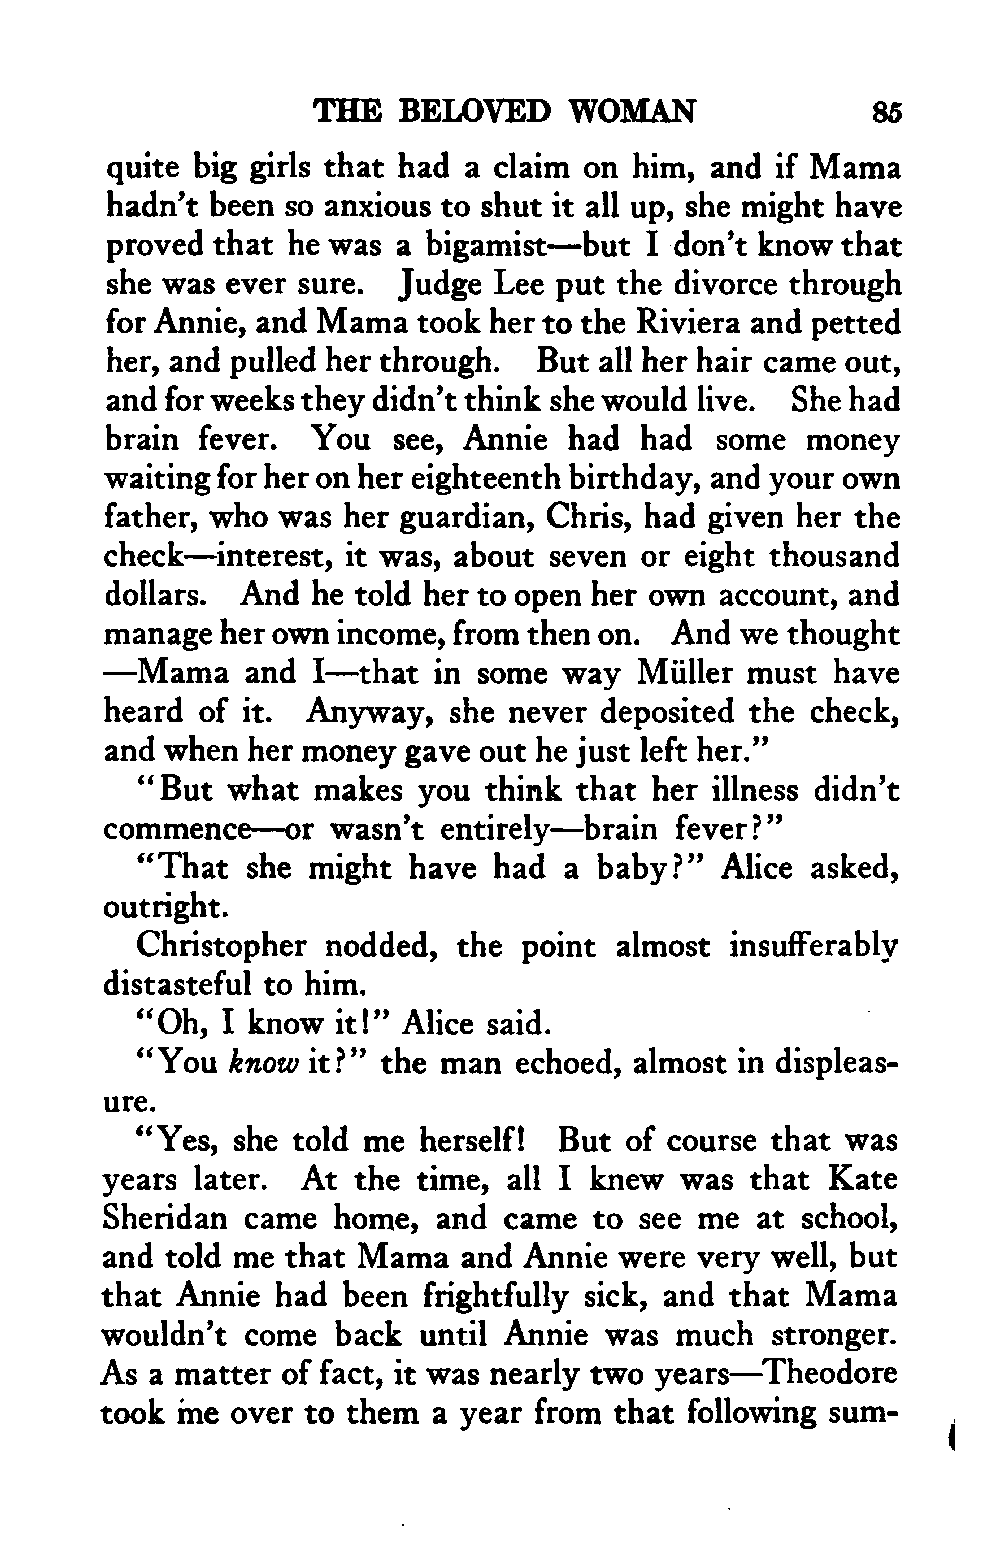 THE BELOVED WOMAN 85
quite big girls that had a claim on him, and if Mama
hadn't been so anxious to shut it all up, she might have
proved that he was a bigamist—but I don't know that
she was ever sure. Judge Lee put the divorce through
for Annie, and Mama took her to the Riviera and petted
her, and pulled her through. But all her hair came out,
and for weeks they didn't think she would live. She had
brain fever. You see, Annie had had some money
waiting for her on her eighteenth birthday, and your own
father, who was her guardian, Chris, had given her the
check—interest, it was, about seven or eight thousand
dollars. And he told her to open her own account, and
manage her own income, from then on. And we thought
—Mama and I—that in some way Müller must have
heard of it. Anyway, she never deposited the check,
and when her money gave out he just left her."
"But what makes you think that her illness didn't
commence—or wasn't entirely—brain fever?"
"That she might have had a baby?" Alice asked,
outright.
Christopher nodded, the point almost insufferably
distasteful to him.
"Oh, I know it!" Alice said.
"You know it?" the man echoed, almost in displeas-
ure.
"Yes, she told me herself! But of course that was
years later. At the time, all I knew was that Kate
Sheridan came home, and came to see me at school,
and told me that Mama and Annie were very well, but
that Annie had been frightfully sick, and that Mama
wouldn't come back until Annie was much stronger.
As a matter of fact, it was nearly two years—Theodore
took me over to them a year from that following sum-